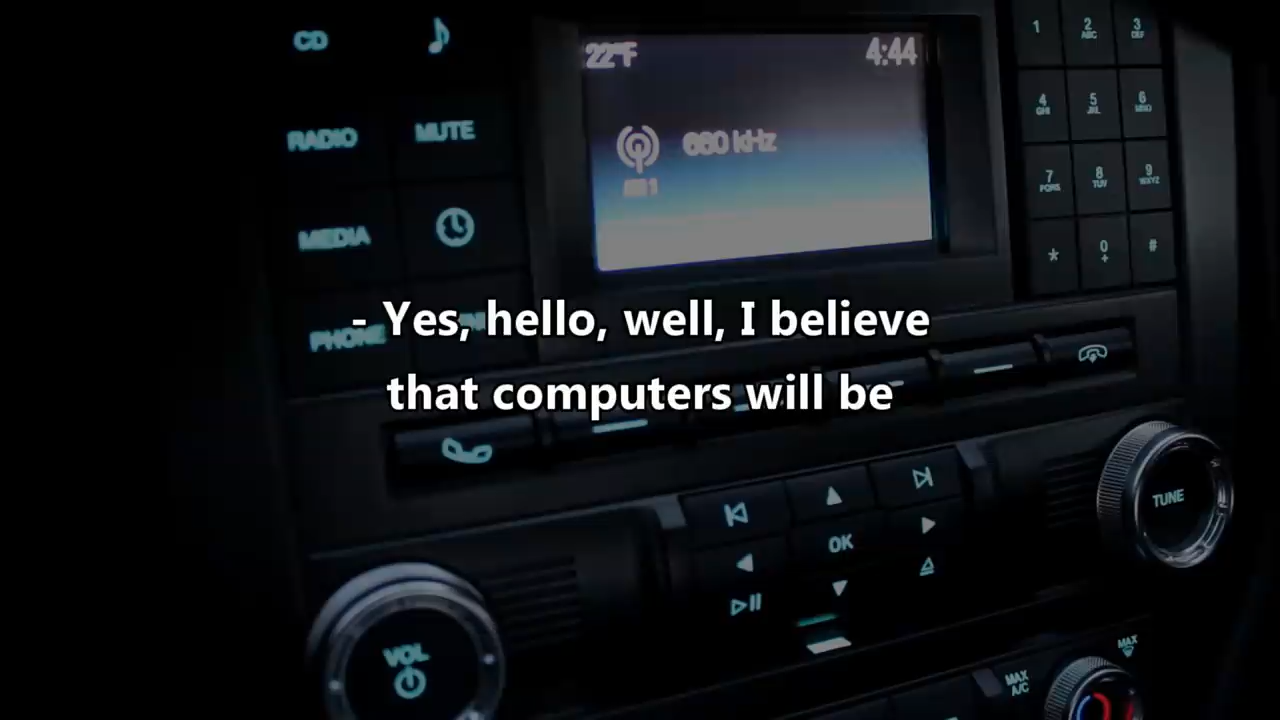 CD
RADIO
MUTE
MEDIA
PHONE
22°F
4:44
660 kHz
1
2
ABC
3
DEF
4
GHI
5
JKL
6
MNO
7
PQRS
8
TUV
9
WXYZ
*
0
+
#
- Yes, hello, well, I believe
that computers will be
OK
TUNE
VOL
MAX
A/C
MAX